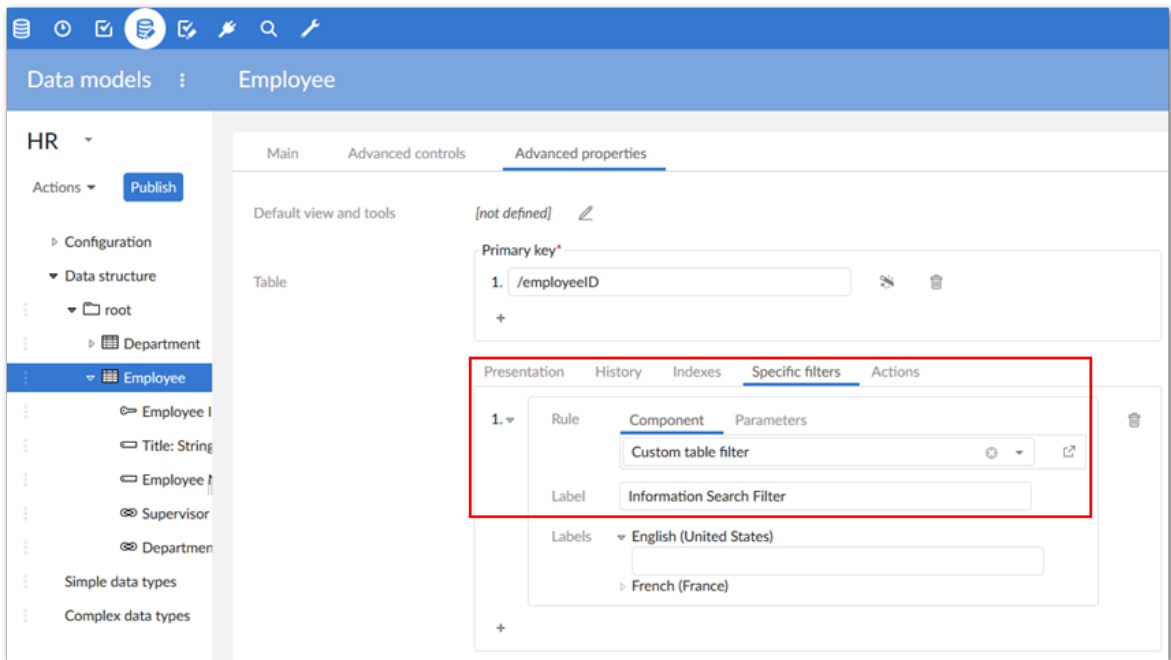 Data models
Employee
HR
Actions
Publish
Configuration
Data structure
root
Department
Employee
Employee I
Title: String
Employee
Supervisor
Departmen
Simple data types
Complex data types
Main Advanced controls Advanced properties
Default view and tools [not defined]
Table
Primary key*
1. /employeeID
+
Presentation History Indexes Specific filters Actions
1. Rule Component Parameters
Custom table filter
Label Information Search Filter
Labels English (United States)
French (France)
+